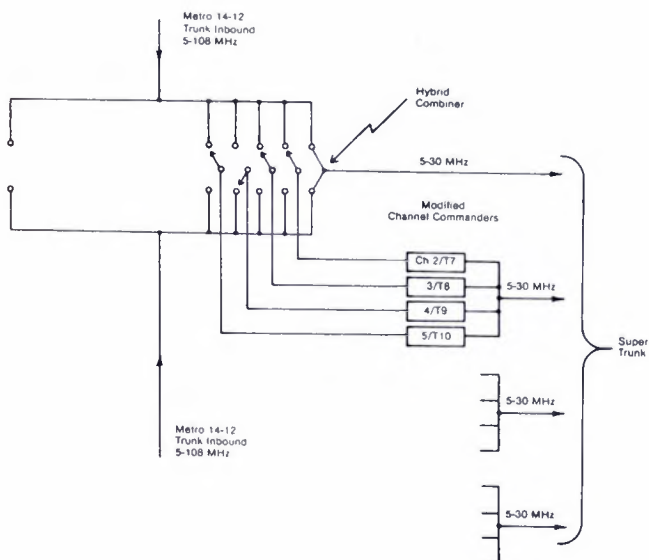 Metro 14-12
Trunk Inbound
5-108 MHz
Hybrid
Combiner
5-30 MHz
Modified
Channel Commanders
Ch 2/T7
5-30 MHz
3/T8
4/T9
5/T10
Super
Trunk
5-30 MHz
Metro 14-12
Trunk Inbound
5-108 MHz
5-30 MHz